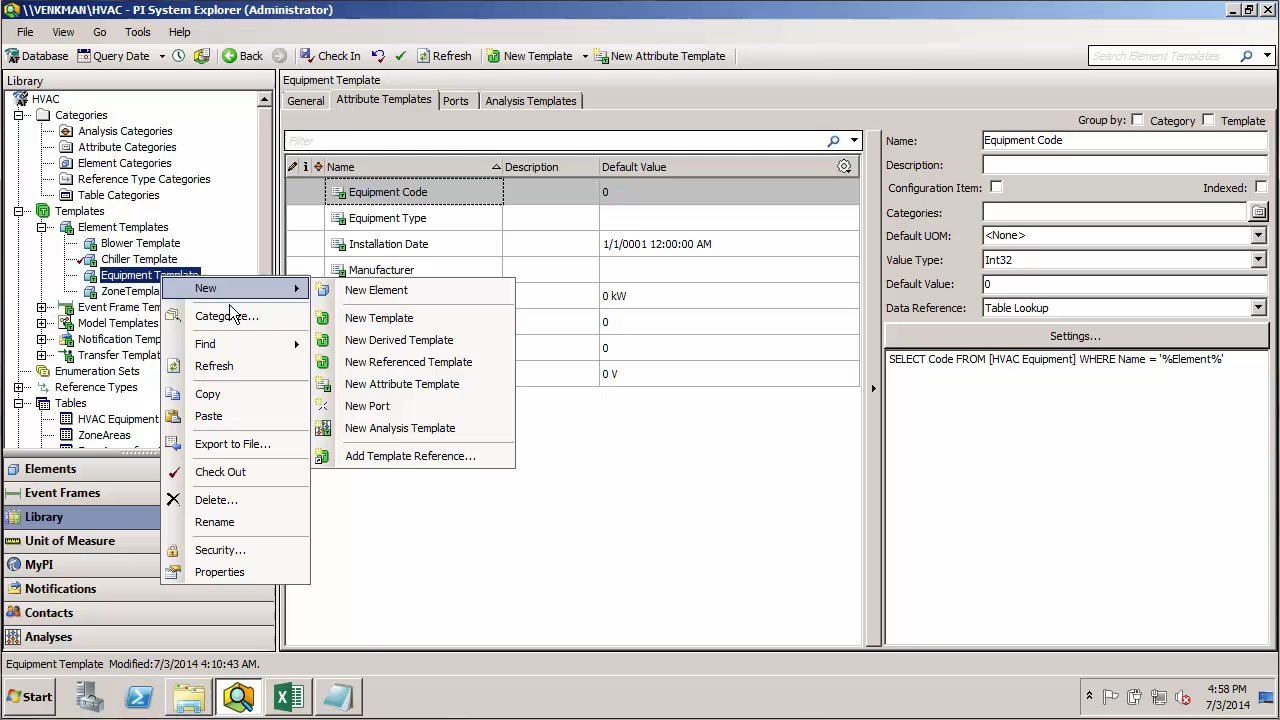 \\VENKMAN\HVAC - PI System Explorer (Administrator)
File View Go Tools Help
Database Query Date Back Check In Refresh New Template New Attribute Template Search Element Templates
Library
HVAC
Categories
Analysis Categories
Attribute Categories
Element Categories
Reference Type Categories
Table Categories
Templates
Element Templates
Blower Template
Chiller Template
Equipment Template
ZoneTempla
Event Frame Tem
Model Templates
Notification Temp
Transfer Templat
Enumeration Sets
Reference Types
Tables
HVAC Equipment
ZoneAreas
Elements
Event Frames
Library
Unit of Measure
MyPI
Notifications
Contacts
Analyses
New
Categorize...
Find
Refresh
Copy
Paste
Export to File...
Check Out
Delete...
Rename
Security...
Properties
New Element
New Template
New Derived Template
New Referenced Template
New Attribute Template
New Port
New Analysis Template
Add Template Reference...
Equipment Template
General Attribute Templates Ports Analysis Templates
Group by: Category Template
Filter
Name Description Default Value
Equipment Code 0
Equipment Type
Installation Date 1/1/0001 12:00:00 AM
Manufacturer
0 kW
0
0
0 V
Name: Equipment Code
Description:
Configuration Item: Indexed:
Categories:
Default UOM: <None>
Value Type: Int32
Default Value: 0
Data Reference: Table Lookup
Settings...
SELECT Code FROM [HVAC Equipment] WHERE Name = '%Element%'
Equipment Template Modified:7/3/2014 4:10:43 AM.
Start
4:58 PM
7/3/2014